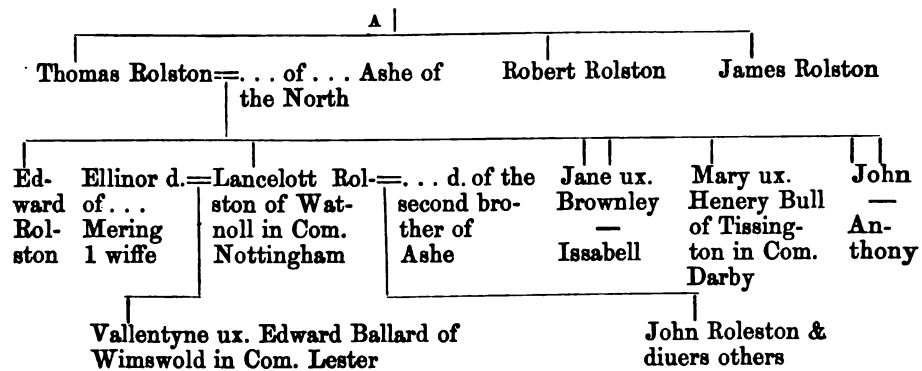 A
Thomas Rolston=... of ... Ashe of
the North
Robert Rolston
James Rolston
Ed-
ward
Rol-
ston
Ellinor d.=
of...
Mering
1 wiffe
Lancelott Rol-=
ston of Wat-
noll in Com.
Nottingham
... d. of the
second bro-
ther of
Ashe
Jane ux.
Brownley
—
Issabell
Mary ux.
Henery Bull
of Tissing-
ton in Com.
Darby
John
—
An-
thony
Vallentyne ux. Edward Ballard of
Wimswold in Com. Lester
John Roleston &
diuers others